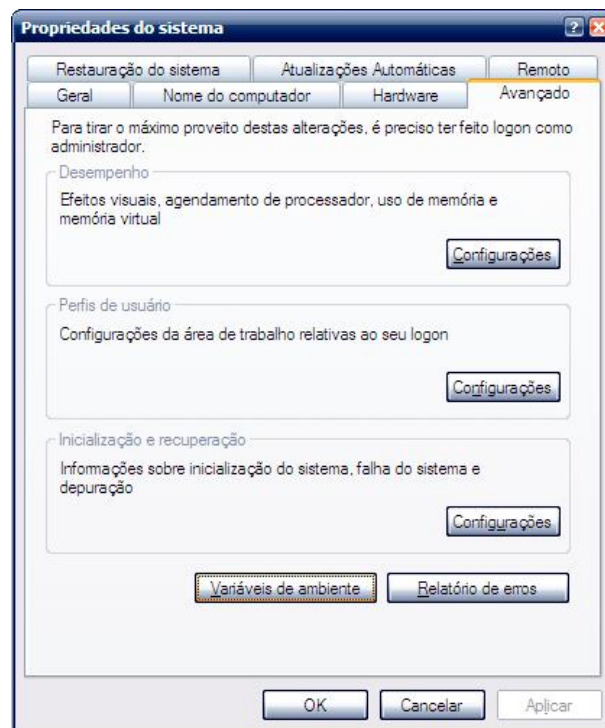 Propriedades do sistema
Restauração do sistema
Atualizações Automáticas
Remoto
Geral
Nome do computador
Hardware
Avançado
Para tirar o máximo proveito destas alterações, é preciso ter feito logon como
administrador.
Desempenho
Efeitos visuais, agendamento de processador, uso de memória e
memória virtual
Configurações
Perfis de usuário
Configurações da área de trabalho relativas ao seu logon
Configurações
Inicialização e recuperação
Informações sobre inicialização do sistema, falha do sistema e
depuração
Configurações
Variáveis de ambiente
Relatório de erros
OK
Cancelar
Aplicar